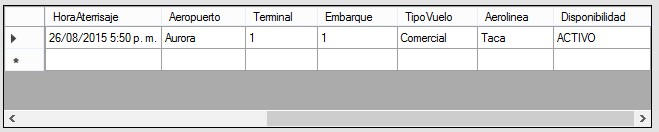 HoraAterrisaje Aeropuerto Terminal Embarque TipoVuelo Aerolinea Disponibilidad
26/08/2015 5:50 p. m. Aurora 1 1 Comercial Taca ACTIVO
*